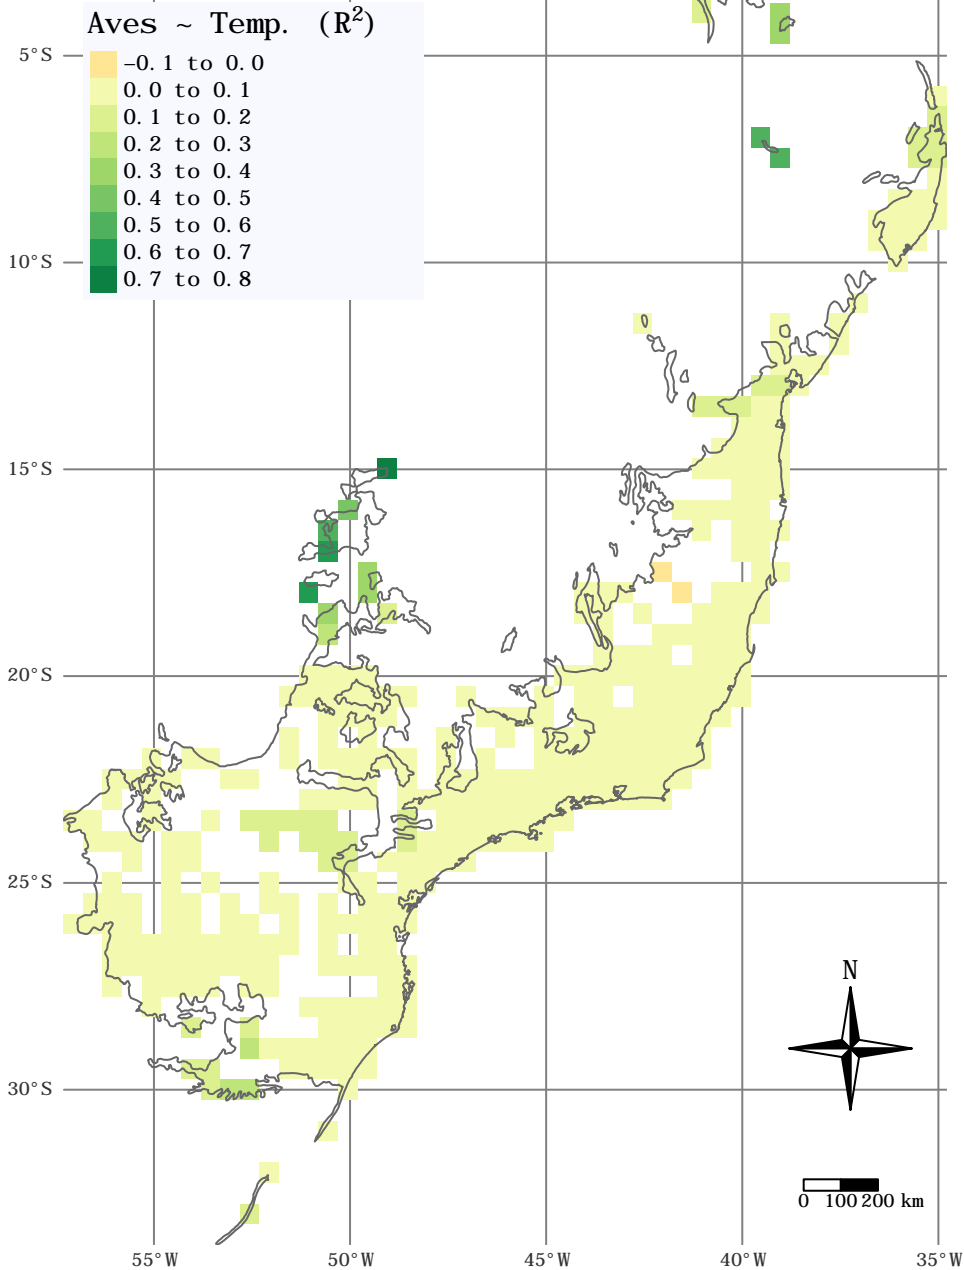 Aves ~ Temp. (R²)
-0.1 to 0.0
0.0 to 0.1
0.1 to 0.2
0.2 to 0.3
0.3 to 0.4
0.4 to 0.5
0.5 to 0.6
0.6 to 0.7
0.7 to 0.8
5°S
10°S
15°S
20°S
25°S
30°S
N
0 100 200 km
55°W 50°W 45°W 40°W 35°W